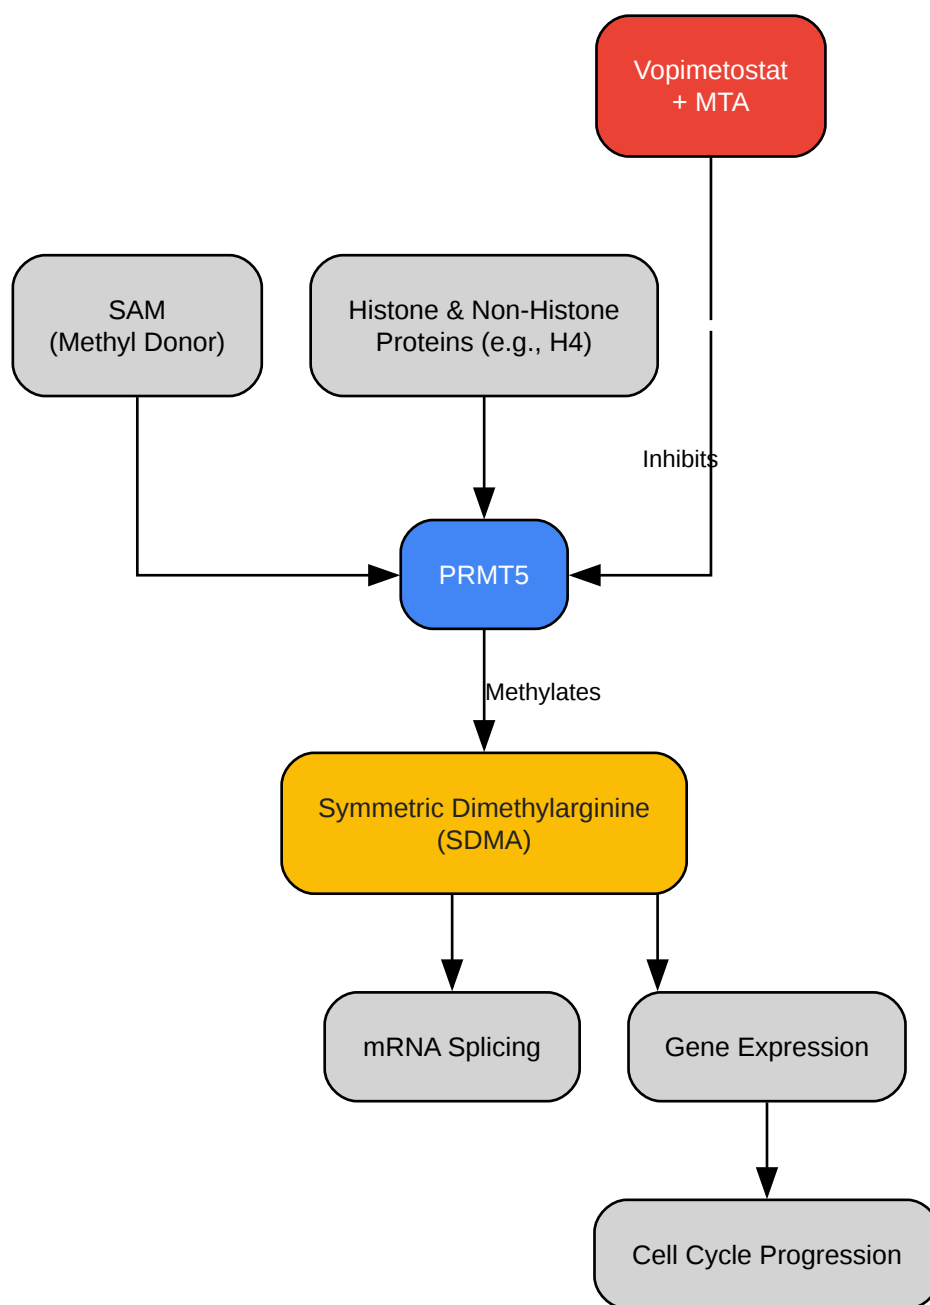 Vopimetostat
+ MTA
SAM
(Methyl Donor)
Histone & Non-Histone
Proteins (e.g., H4)
Inhibits
PRMT5
Methylates
Symmetric Dimethylarginine
(SDMA)
mRNA Splicing
Gene Expression
Cell Cycle Progression